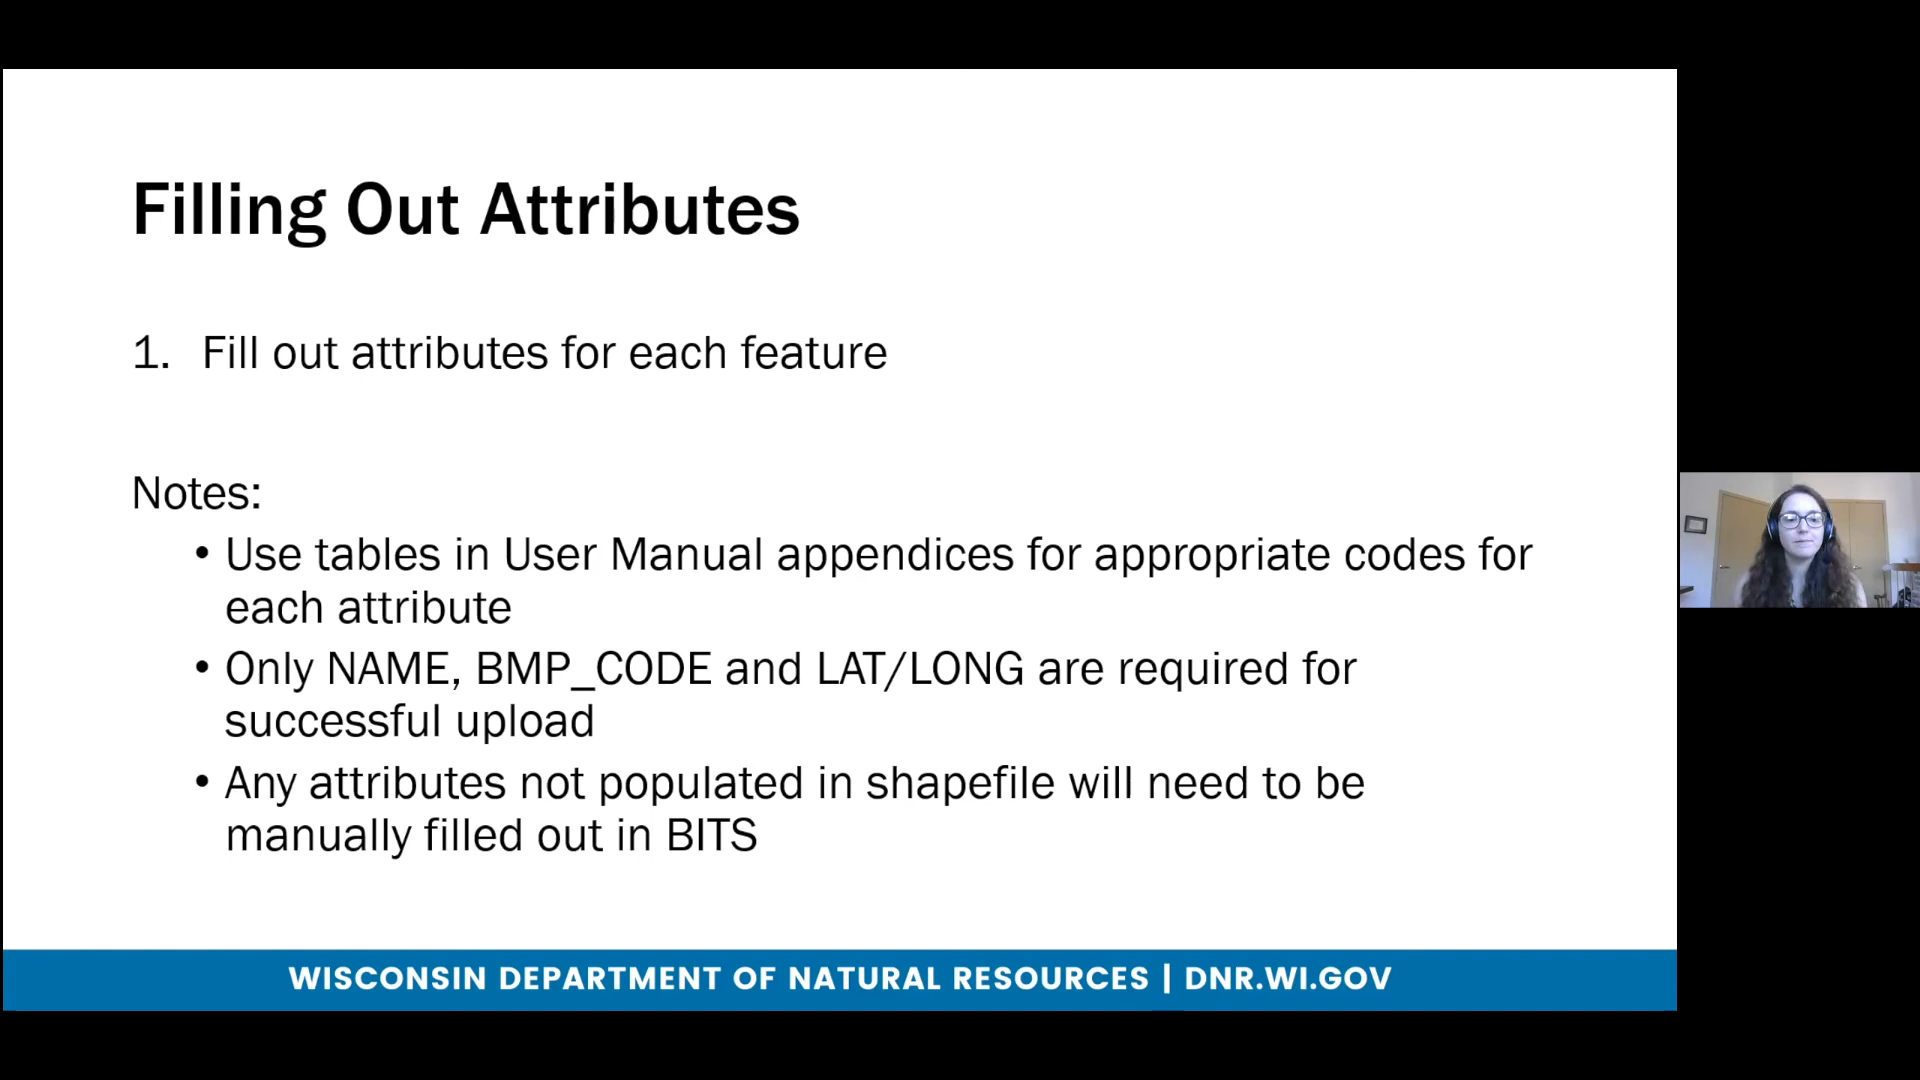 Filling Out Attributes
1. Fill out attributes for each feature
Notes:
• Use tables in User Manual appendices for appropriate codes for
each attribute
• Only NAME, BMP_CODE and LAT/LONG are required for
successful upload
• Any attributes not populated in shapefile will need to be
manually filled out in BITS
WISCONSIN DEPARTMENT OF NATURAL RESOURCES | DNR.WI.GOV